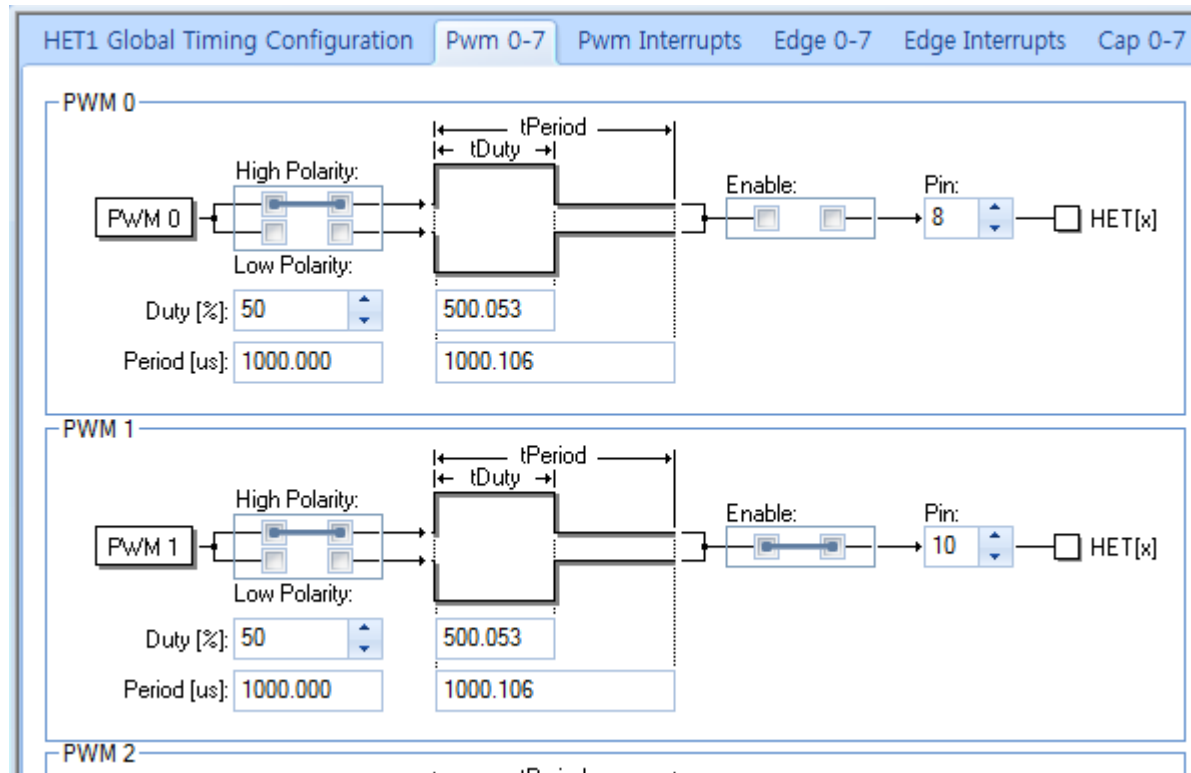 HET1 Global Timing Configuration Pwm 0-7 Pwm Interrupts Edge 0-7 Edge Interrupts Cap 0-7
PWM 0
tPeriod
tDuty
High Polarity:
Enable:
Pin:
PWM 0
8
HET[x]
Low Polarity:
Duty [%]: 50 500.053
Period [us]: 1000.000 1000.106
PWM 1
tPeriod
tDuty
High Polarity:
Enable:
Pin:
PWM 1
10
HET[x]
Low Polarity:
Duty [%]: 50 500.053
Period [us]: 1000.000 1000.106
PWM 2
tPeriod